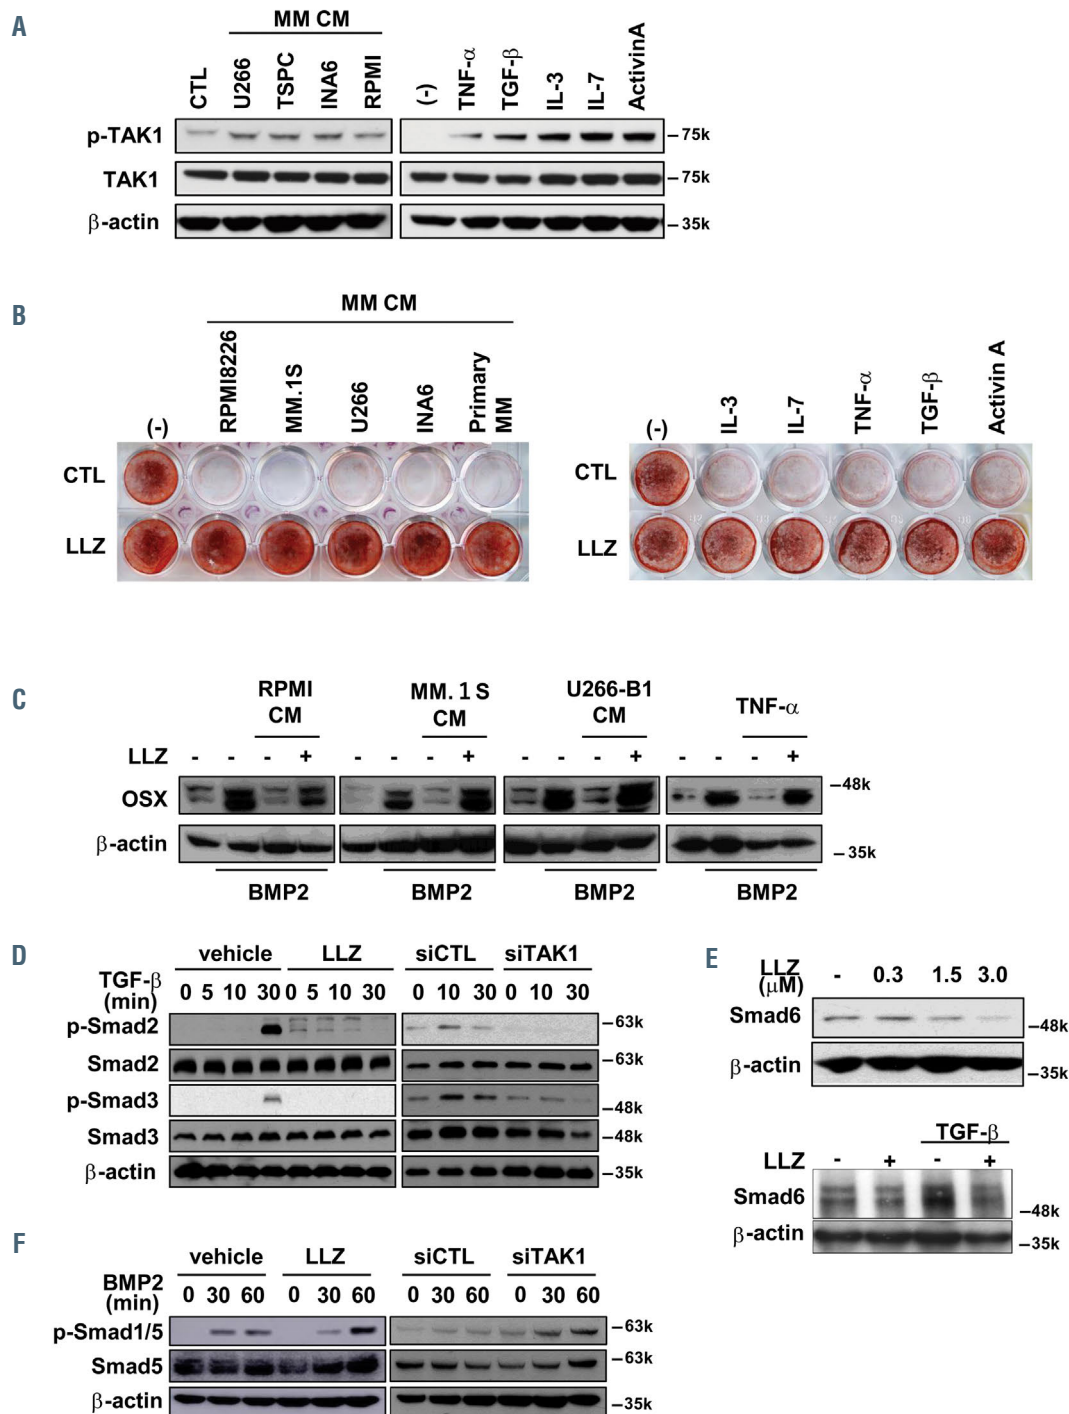 A
MM CM
CTL U266 TSPC INA6 RPMI (-) TNF-α TGF-β IL-3 IL-7 ActivinA
p-TAK1 –75k
TAK1 –75k
β-actin –35k
B
MM CM
(-) RPMI8226 MM.1S U266 INA6 Primary MM (-) IL-3 IL-7 TNF-α TGF-β Activin A
CTL CTL
LLZ LLZ
C
RPMI CM MM. 1 S CM U266-B1 CM TNF-α
LLZ - - - + - - - + - - - + - - - +
OSX –48k
β-actin –35k
BMP2 BMP2 BMP2 BMP2
D
vehicle LLZ siCTL siTAK1
TGF-β (min) 0 5 10 30 0 5 10 30 0 10 30 0 10 30
p-Smad2 –63k
Smad2 –63k
p-Smad3 –48k
Smad3 –48k
β-actin –35k
E
LLZ (μM) - 0.3 1.5 3.0
Smad6 –48k
β-actin –35k
TGF-β
LLZ - + - +
Smad6 –48k
β-actin –35k
F
vehicle LLZ siCTL siTAK1
BMP2 (min) 0 30 60 0 30 60 0 30 60 0 30 60
p-Smad1/5 –63k
Smad5 –63k
β-actin –35k